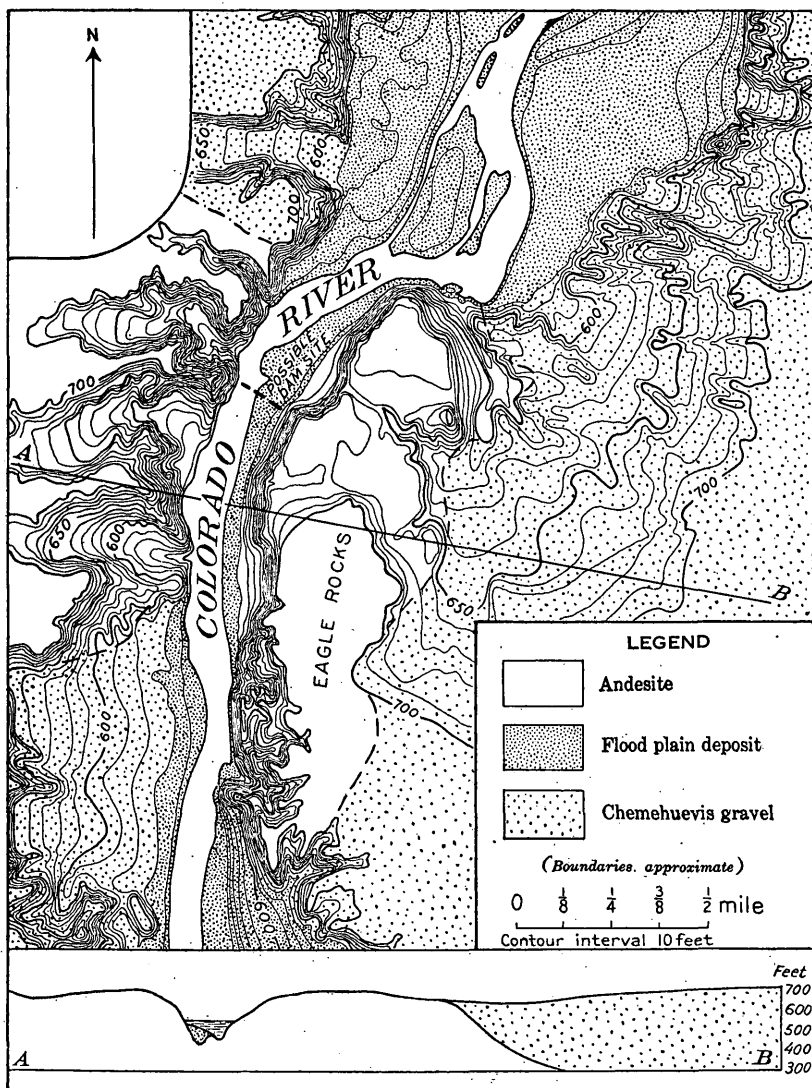 N
650
600
700
RIVER
POSSIBLE
DAM SITE
600
700
700
A
COLORADO
650
600
EAGLE ROCKS
650
B
700
600
600
LEGEND
Andesite
Flood plain deposit
Chemehuevis gravel
(Boundaries. approximate)
0 1/8 1/4 3/8 1/2 mile
Contour interval 10 feet
Feet
700
600
500
400
300
A
B